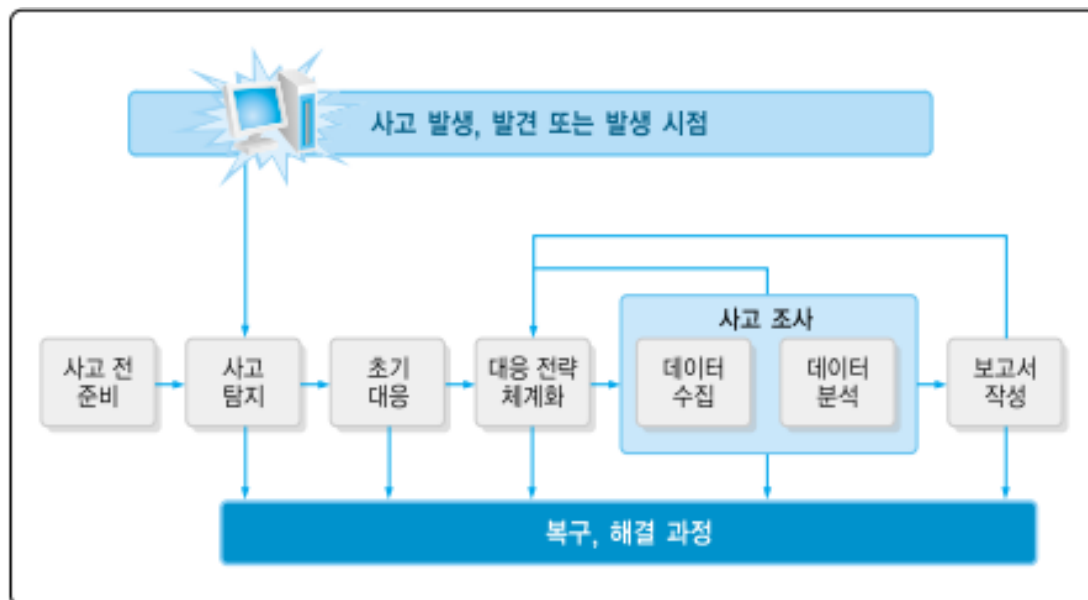 사고 발생, 발견 또는 발생 시점
사고 조사
사고 전
준비
사고
탐지
초기
대응
대응 전략
체계화
데이터
수집
데이터
분석
보고서
작성
복구, 해결 과정